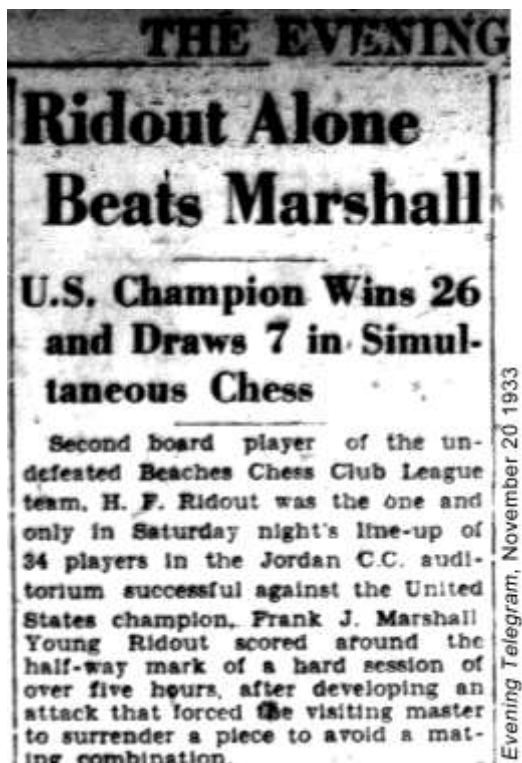 THE EVENING
Ridout Alone
Beats Marshall
U.S. Champion Wins 26
and Draws 7 in Simul-
taneous Chess
Second board player of the un-
defeated Beaches Chess Club League
team, H. F. Ridout was the one and
only in Saturday night's line-up of
34 players in the Jordan C.C. audi-
torium successful against the United
States champion, Frank J. Marshall
Young Ridout scored around the
half-way mark of a hard session of
over five hours, after developing an
attack that forced the visiting master
to surrender a piece to avoid a mat-
ing combination.
Evening Telegram, November 20 1933